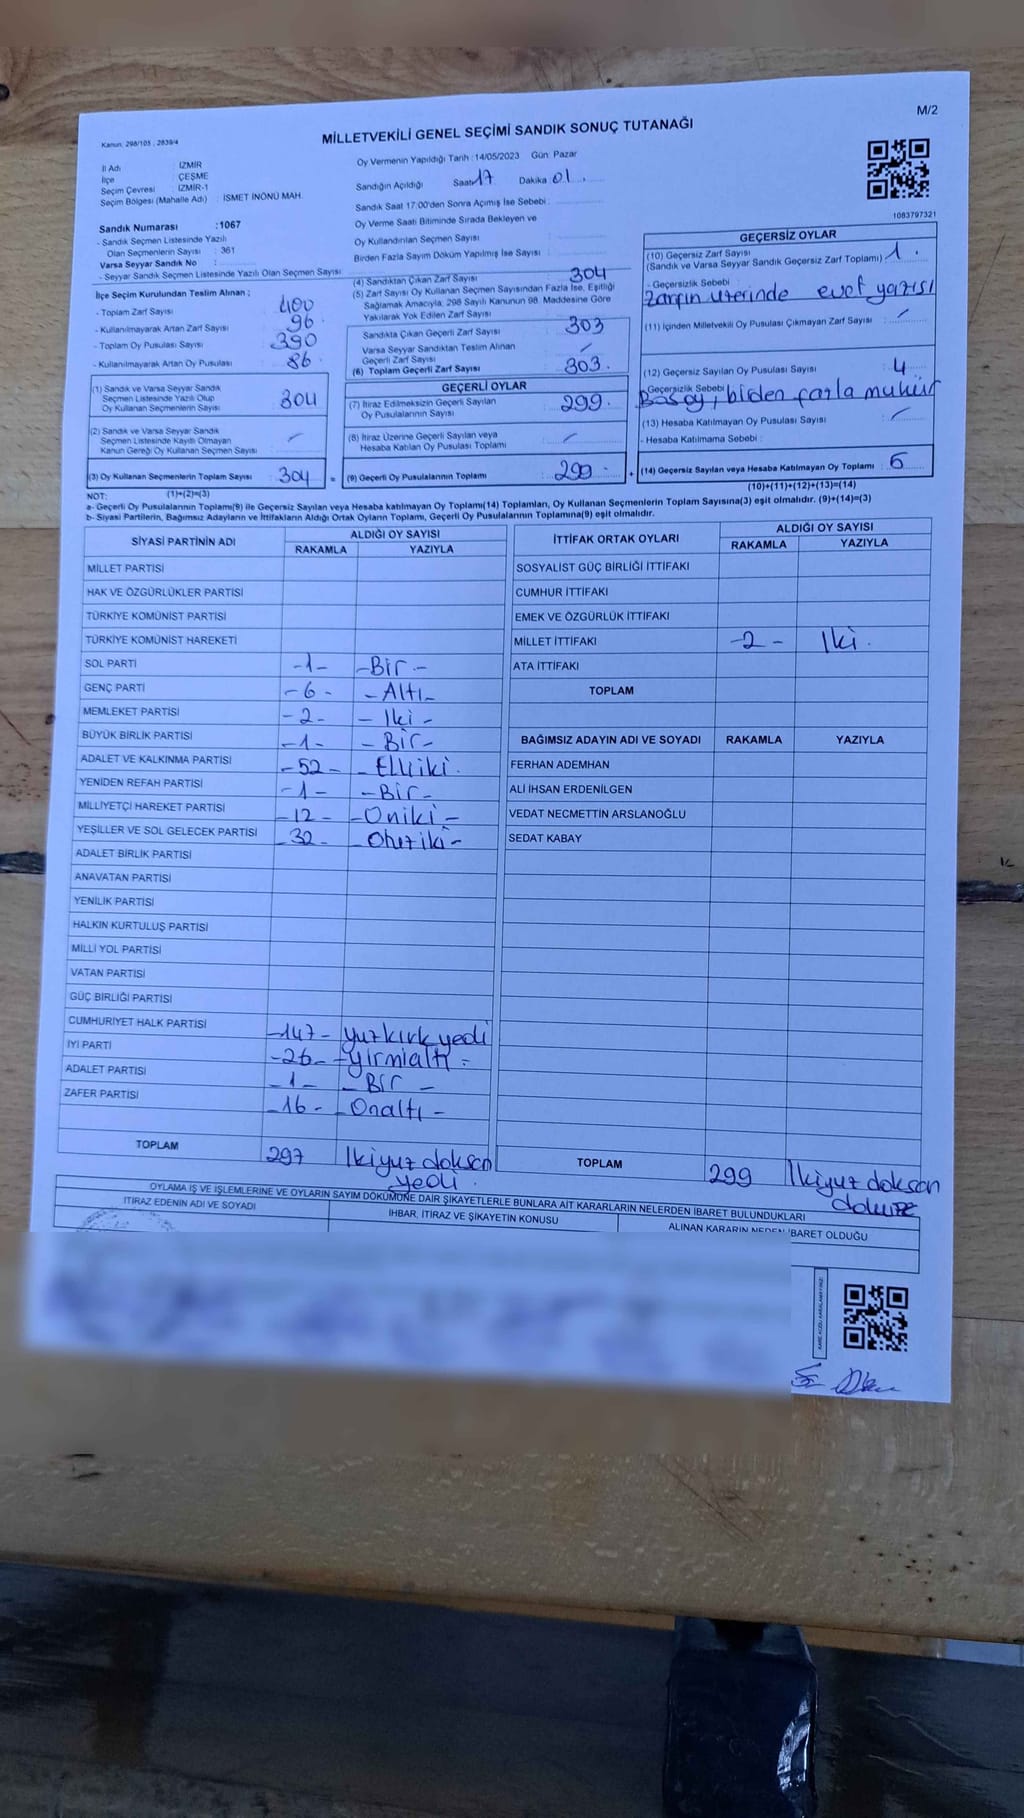 M/2
Kanun, 298/105 , 2839/4
MİLLETVEKİLİ GENEL SEÇİMİ SANDIK SONUÇ TUTANAĞI
İl Adı : İZMİR
İlçe : ÇEŞME
Seçim Çevresi : İZMİR-1
Seçim Bölgesi (Mahalle Adı) : İSMET İNÖNÜ MAH.
Oy Vermenin Yapıldığı Tarih : 14/05/2023 Gün: Pazar
Sandığın Açıldığı Saat 17 Dakika 01
Sandık Saat 17:00'den Sonra Açımış İse Sebebi :
Oy Verme Saati Bitiminde Sırada Bekleyen ve
Oy Kullandırılan Seçmen Sayısı
Birden Fazla Sayım Döküm Yapılmış İse Sayısı
1083797321
Sandık Numarası : 1067
- Sandık Seçmen Listesinde Yazılı
Olan Seçmenlerin Sayısı : 361
Varsa Seyyar Sandık No :
- Seyyar Sandık Seçmen Listesinde Yazılı Olan Seçmen Sayısı
İlçe Seçim Kurulundan Teslim Alınan ;
- Toplam Zarf Sayısı 400
- Kullanılmayarak Artan Zarf Sayısı 96
- Toplam Oy Pusulası Sayısı 390
- Kullanılmayarak Artan Oy Pusulası 86
(1) Sandık ve Varsa Seyyar Sandık
Seçmen Listesinde Yazılı Olup
Oy Kullanan Seçmenlerin Sayısı 304
(2) Sandık ve Varsa Seyyar Sandık
Seçmen Listesinde Kayıtlı Olmayan
Kanun Gereği Oy Kullanan Seçmen Sayısı
(3) Oy Kullanan Seçmenlerin Toplam Sayısı 304
(1)+(2)=(3)
(4) Sandıktan Çıkan Zarf Sayısı 304
(5) Zarf Sayısı Oy Kullanan Seçmen Sayısından Fazla İse, Eşitliği
Sağlamak Amacıyla; 298 Sayılı Kanunun 98. Maddesine Göre
Yakılarak Yok Edilen Zarf Sayısı
Sandıkta Çıkan Geçerli Zarf Sayısı 303
Varsa Seyyar Sandıktan Teslim Alınan
Geçerli Zarf Sayısı
(6) Toplam Geçerli Zarf Sayısı 303
GEÇERLİ OYLAR
(7) İtiraz Edilmeksizin Geçerli Sayılan
Oy Pusulalarının Sayısı 299
(8) İtiraz Üzerine Geçerli Sayılan veya
Hesaba Katılan Oy Pusulası Toplamı
= (9) Geçerli Oy Pusulalarının Toplamı 299
GEÇERSİZ OYLAR
(10) Geçersiz Zarf Sayısı
(Sandık ve Varsa Seyyar Sandık Geçersiz Zarf Toplamı) 1
- Geçersizlik Sebebi
Zarfın üzerinde evet yazısı
(11) İçinden Milletvekili Oy Pusulası Çıkmayan Zarf Sayısı
(12) Geçersiz Sayılan Oy Pusulası Sayısı 4
- Geçersizlik Sebebi
Boş oy, birden fazla mühür
(13) Hesaba Katılmayan Oy Pusulası Sayısı
- Hesaba Katılmama Sebebi :
+ (14) Geçersiz Sayılan veya Hesaba Katılmayan Oy Toplamı : 5
(10)+(11)+(12)+(13)=(14)
NOT:
a- Geçerli Oy Pusulalarının Toplamı(9) ile Geçersiz Sayılan veya Hesaba katılmayan Oy Toplamı(14) Toplamları, Oy Kullanan Seçmenlerin Toplam Sayısına(3) eşit olmalıdır. (9)+(14)=(3)
b- Siyasi Partilerin, Bağımsız Adayların ve İttifakların Aldığı Ortak Oyların Toplamı, Geçerli Oy Pusulalarının Toplamına(9) eşit olmalıdır.
SİYASİ PARTİNİN ADI ALDIĞI OY SAYISI
RAKAMLA YAZIYLA
MİLLET PARTİSİ
HAK VE ÖZGÜRLÜKLER PARTİSİ
TÜRKİYE KOMÜNİST PARTİSİ
TÜRKİYE KOMÜNİST HAREKETİ
SOL PARTİ -1- -Bir-
GENÇ PARTİ -6- -Altı-
MEMLEKET PARTİSİ -2- -İki-
BÜYÜK BİRLİK PARTİSİ -1- -Bir-
ADALET VE KALKINMA PARTİSİ -52- -Elliiki.
YENİDEN REFAH PARTİSİ -1- -Bir-
MİLLİYETÇİ HAREKET PARTİSİ -12- -Oniki-
YEŞİLLER VE SOL GELECEK PARTİSİ -32- -Otuziki-
ADALET BİRLİK PARTİSİ
ANAVATAN PARTİSİ
YENİLİK PARTİSİ
HALKIN KURTULUŞ PARTİSİ
MİLLİ YOL PARTİSİ
VATAN PARTİSİ
GÜÇ BİRLİĞİ PARTİSİ
CUMHURİYET HALK PARTİSİ -147- yüzkırkyedi
İYİ PARTİ -26- -yirmialtı-
ADALET PARTİSİ -1- -Bir-
ZAFER PARTİSİ -16- -Onaltı-
TOPLAM 297 İkiyüz doksan
yedi.
İTTİFAK ORTAK OYLARI ALDIĞI OY SAYISI
RAKAMLA YAZIYLA
SOSYALİST GÜÇ BİRLİĞİ İTTİFAKI
CUMHUR İTTİFAKI
EMEK VE ÖZGÜRLÜK İTTİFAKI
MİLLET İTTİFAKI -2- İki.
ATA İTTİFAKI
TOPLAM
BAĞIMSIZ ADAYIN ADI VE SOYADI RAKAMLA YAZIYLA
FERHAN ADEMHAN
ALİ İHSAN ERDENİLGEN
VEDAT NECMETTİN ARSLANOĞLU
SEDAT KABAY
TOPLAM 299 İkiyüz doksan
dokuz
OYLAMA İŞ VE İŞLEMLERİNE VE OYLARIN SAYIM DÖKÜMÜNE DAİR ŞİKAYETLERLE BUNLARA AİT KARARLARIN NELERDEN İBARET BULUNDUKLARI
İTİRAZ EDENİN ADI VE SOYADI
İHBAR, İTİRAZ VE ŞİKAYETİN KONUSU
ALINAN KARARIN NEDEN İBARET OLDUĞU